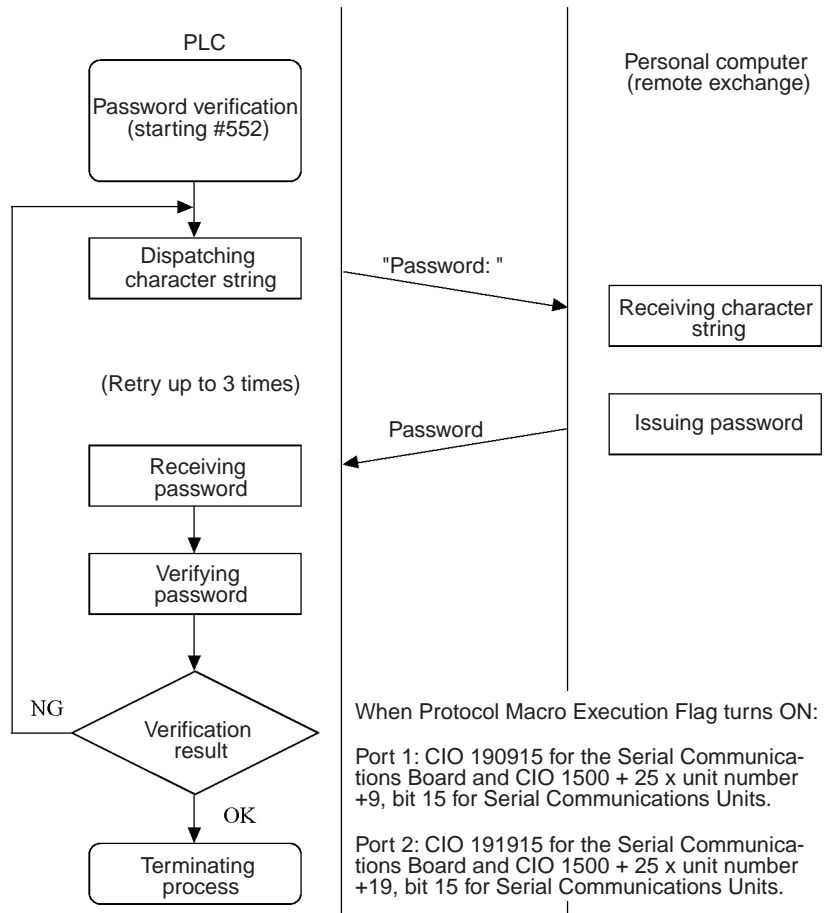 PLC
Personal computer
(remote exchange)
Password verification
(starting #552)
Dispatching
character string
"Password: "
Receiving character
string
(Retry up to 3 times)
Issuing password
Password
Receiving
password
Verifying
password
NG
Verification
result
OK
Terminating
process
When Protocol Macro Execution Flag turns ON:
Port 1: CIO 190915 for the Serial Communica-
tions Board and CIO 1500 + 25 x unit number
+9, bit 15 for Serial Communications Units.
Port 2: CIO 191915 for the Serial Communica-
tions Board and CIO 1500 + 25 x unit number
+19, bit 15 for Serial Communications Units.